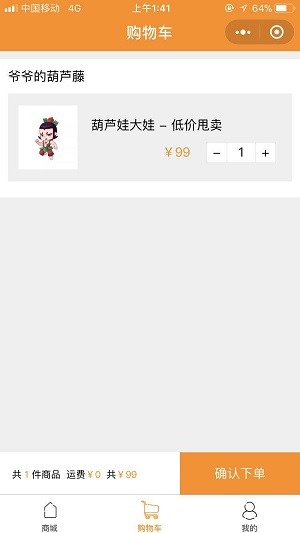 中国移动 4G 上午1:41 64%
购物车
爷爷的葫芦藤
葫芦娃大娃 - 低价甩卖
￥99 - 1 +
共 1 件商品 运费￥0 共￥99 确认下单
商城 购物车 我的